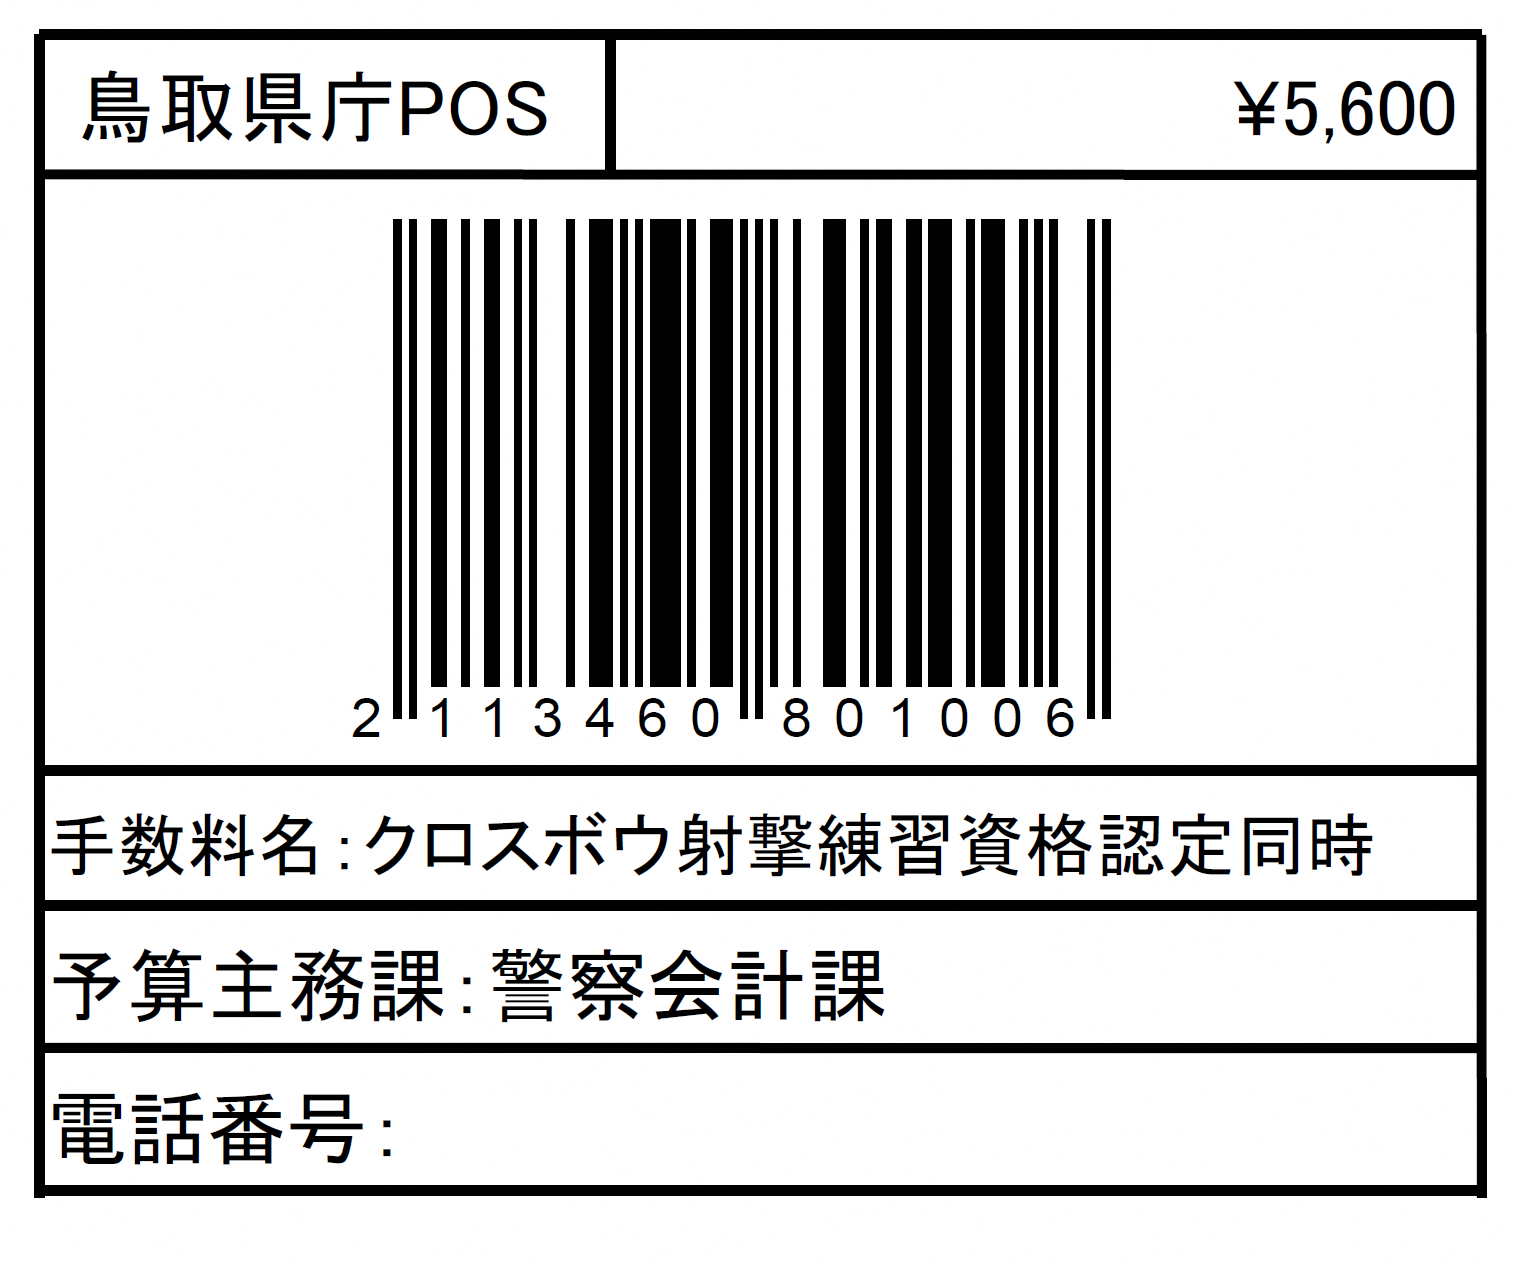 鳥取県庁POS ¥5,600
2 113460 801006
手数料名:クロスボウ射撃練習資格認定同時
予算主務課:警察会計課
電話番号: